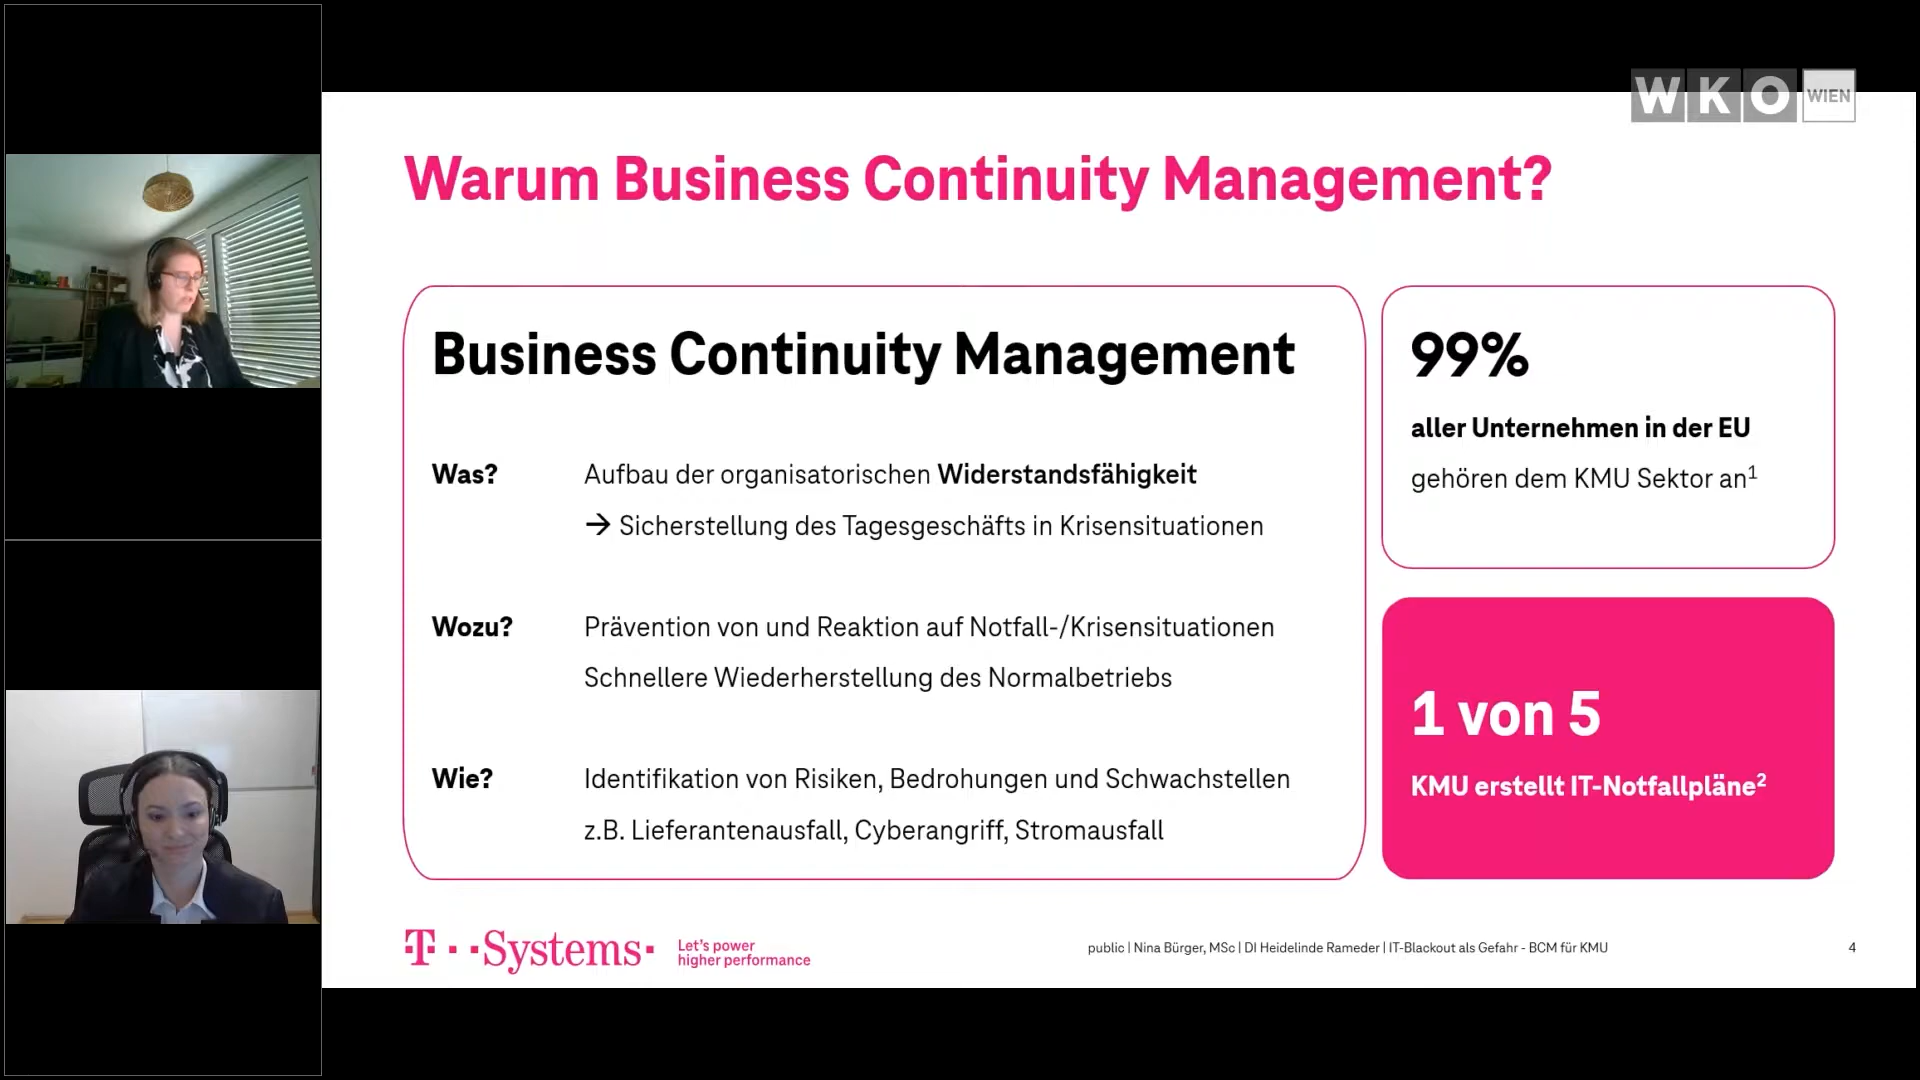 WKO WIEN
Warum Business Continuity Management?
Business Continuity Management
Was? Aufbau der organisatorischen Widerstandsfähigkeit
→ Sicherstellung des Tagesgeschäfts in Krisensituationen
Wozu? Prävention von und Reaktion auf Notfall-/Krisensituationen
Schnellere Wiederherstellung des Normalbetriebs
Wie? Identifikation von Risiken, Bedrohungen und Schwachstellen
z.B. Lieferantenausfall, Cyberangriff, Stromausfall
99%
aller Unternehmen in der EU
gehören dem KMU Sektor an¹
1 von 5
KMU erstellt IT-Notfallpläne²
T··Systems·
Let's power
higher performance
public | Nina Bürger, MSc | DI Heidelinde Rameder | IT-Blackout als Gefahr - BCM für KMU
4